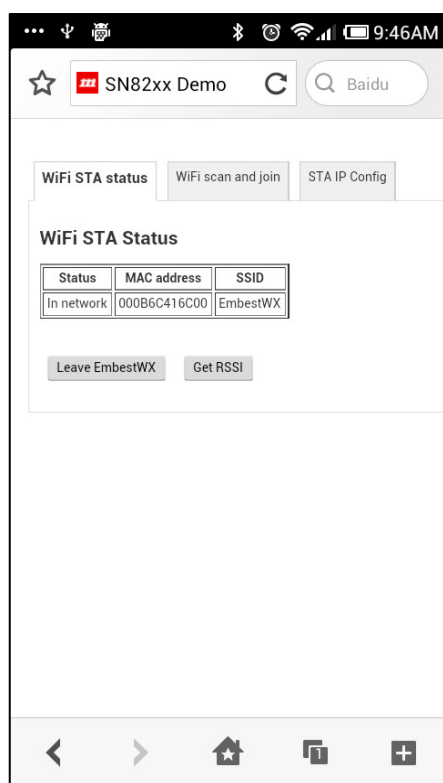 9:46AM
m SN82xx Demo Baidu
WiFi STA status WiFi scan and join STA IP Config
WiFi STA Status
Status MAC address SSID
In network 000B6C416C00 EmbestWX
Leave EmbestWX Get RSSI
1